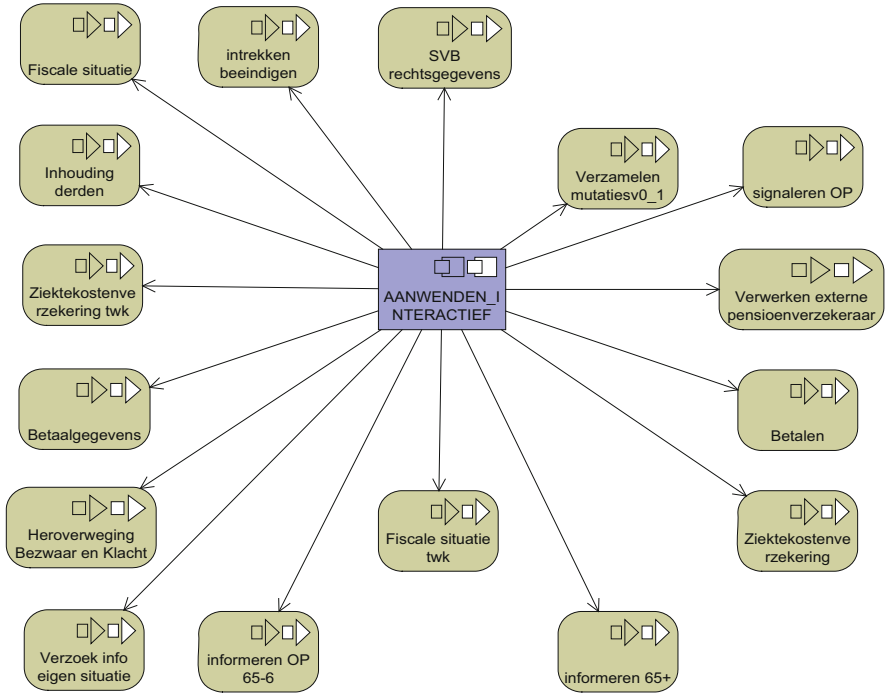 Fiscale situatie
intrekken
beeindigen
SVB
rechtsgegevens
Inhouding
derden
Verzamelen
mutatiesv0_1
signaleren OP
Ziektekostenve
rzekering twk
AANWENDEN_I
NTERACTIEF
Verwerken externe
pensioenverzekeraar
Betaalgegevens
Betalen
Heroverweging
Bezwaar en Klacht
Fiscale situatie
twk
Ziektekostenve
rzekering
Verzoek info
eigen situatie
informeren OP
65-6
informeren 65+